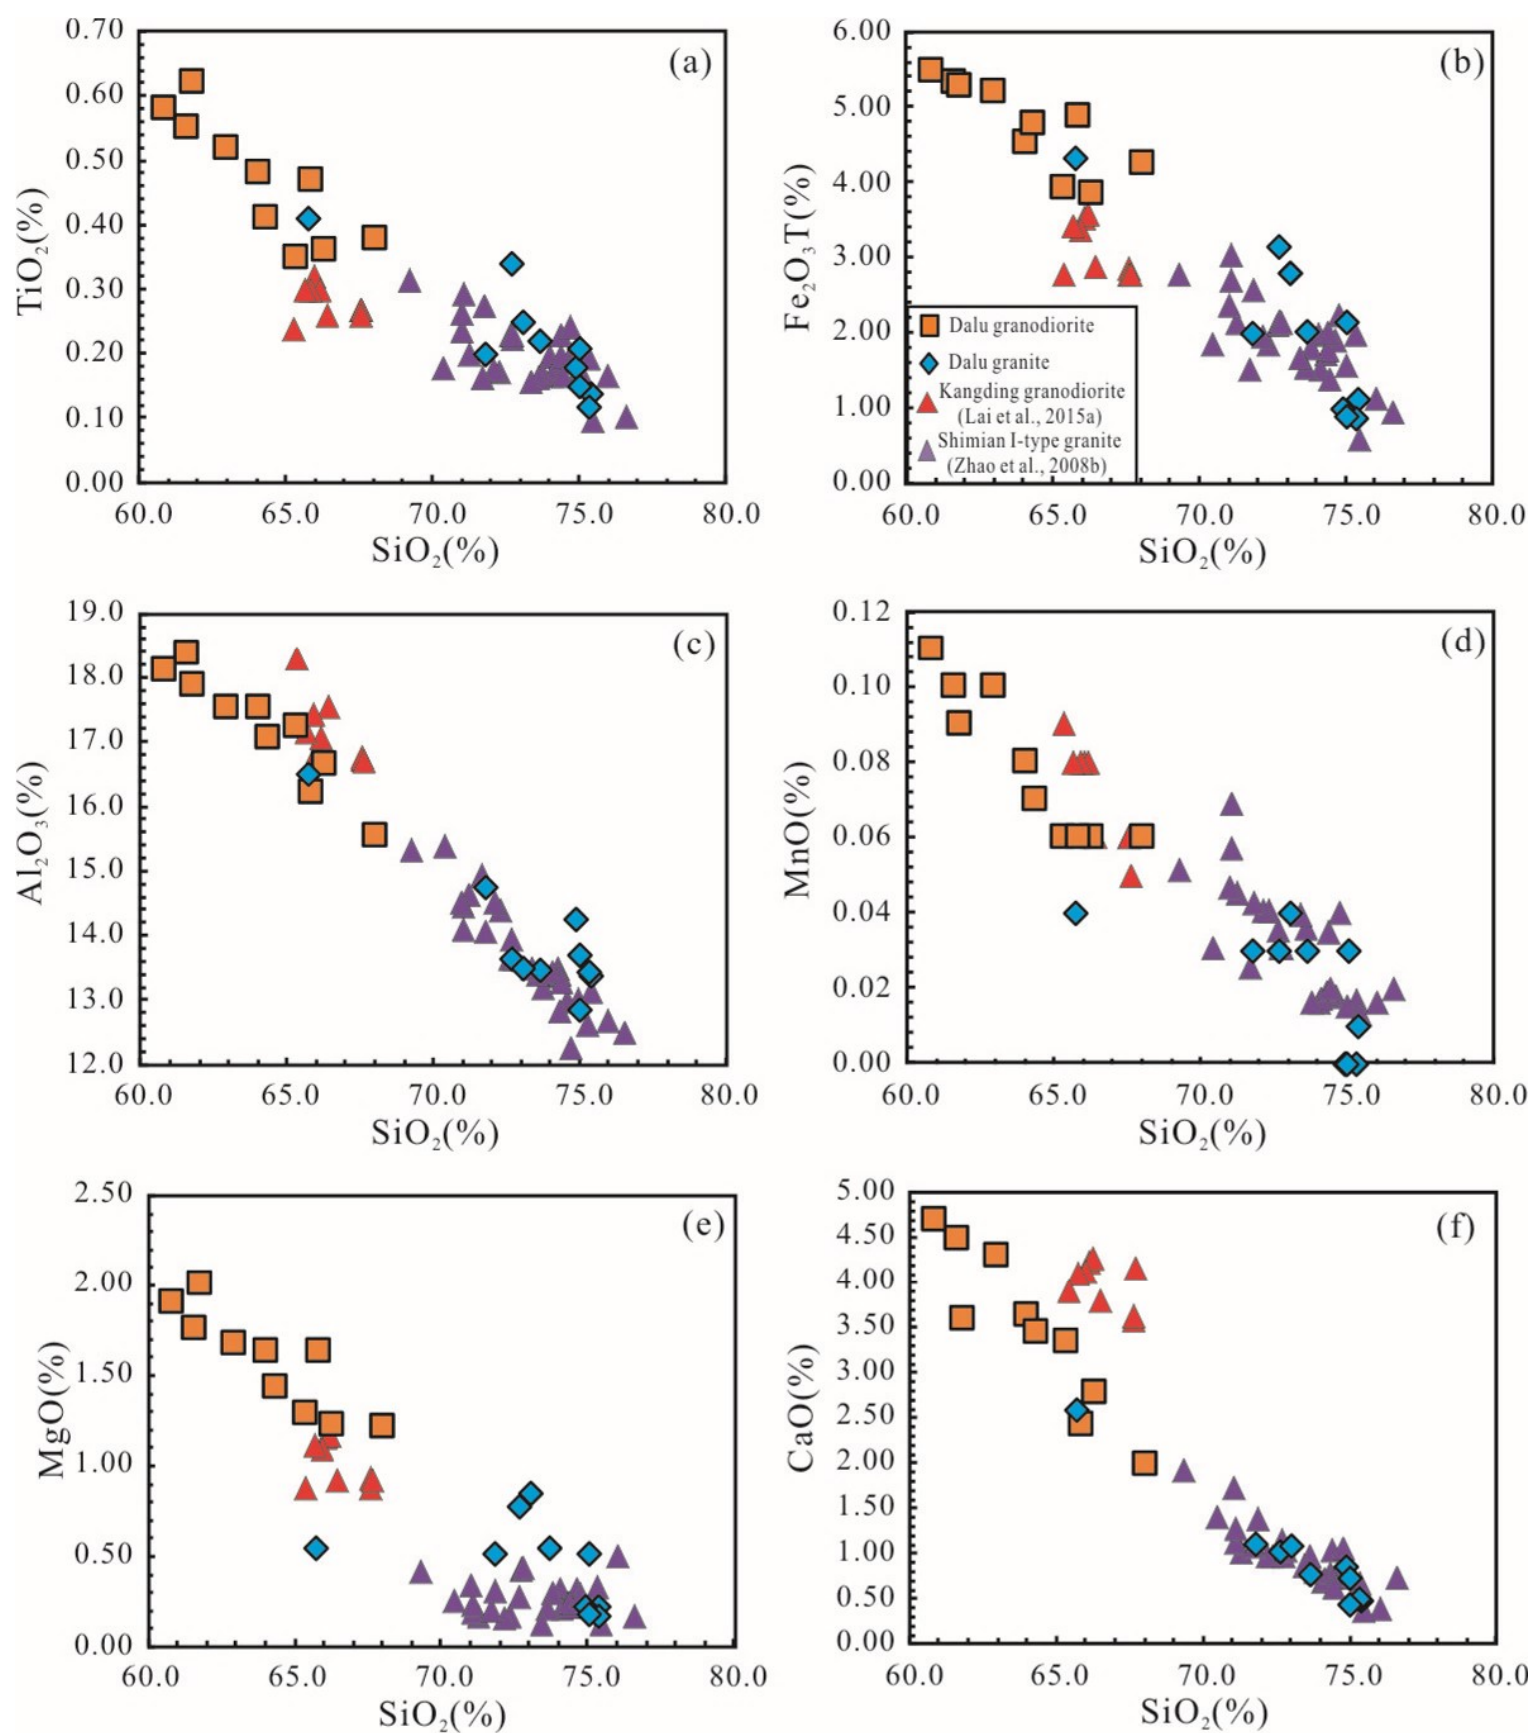 0.70
0.60
0.50
0.40
0.30
0.20
0.10
0.00
TiO₂(%)
(a)
60.0 65.0 70.0 75.0 80.0
SiO₂(%)
6.00
5.00
4.00
3.00
2.00
1.00
0.00
Fe₂O₃T(%)
(b)
Dalu granodiorite
Dalu granite
Kangding granodiorite
(Lai et al., 2015a)
Shimian I-type granite
(Zhao et al., 2008b)
60.0 65.0 70.0 75.0 80.0
SiO₂(%)
19.0
18.0
17.0
16.0
15.0
14.0
13.0
12.0
Al₂O₃(%)
(c)
60.0 65.0 70.0 75.0 80.0
SiO₂(%)
0.12
0.10
0.08
0.06
0.04
0.02
0.00
MnO(%)
(d)
60.0 65.0 70.0 75.0 80.0
SiO₂(%)
2.50
2.00
1.50
1.00
0.50
0.00
MgO(%)
(e)
60.0 65.0 70.0 75.0 80.0
SiO₂(%)
5.00
4.50
4.00
3.50
3.00
2.50
2.00
1.50
1.00
0.50
0.00
CaO(%)
(f)
60.0 65.0 70.0 75.0 80.0
SiO₂(%)